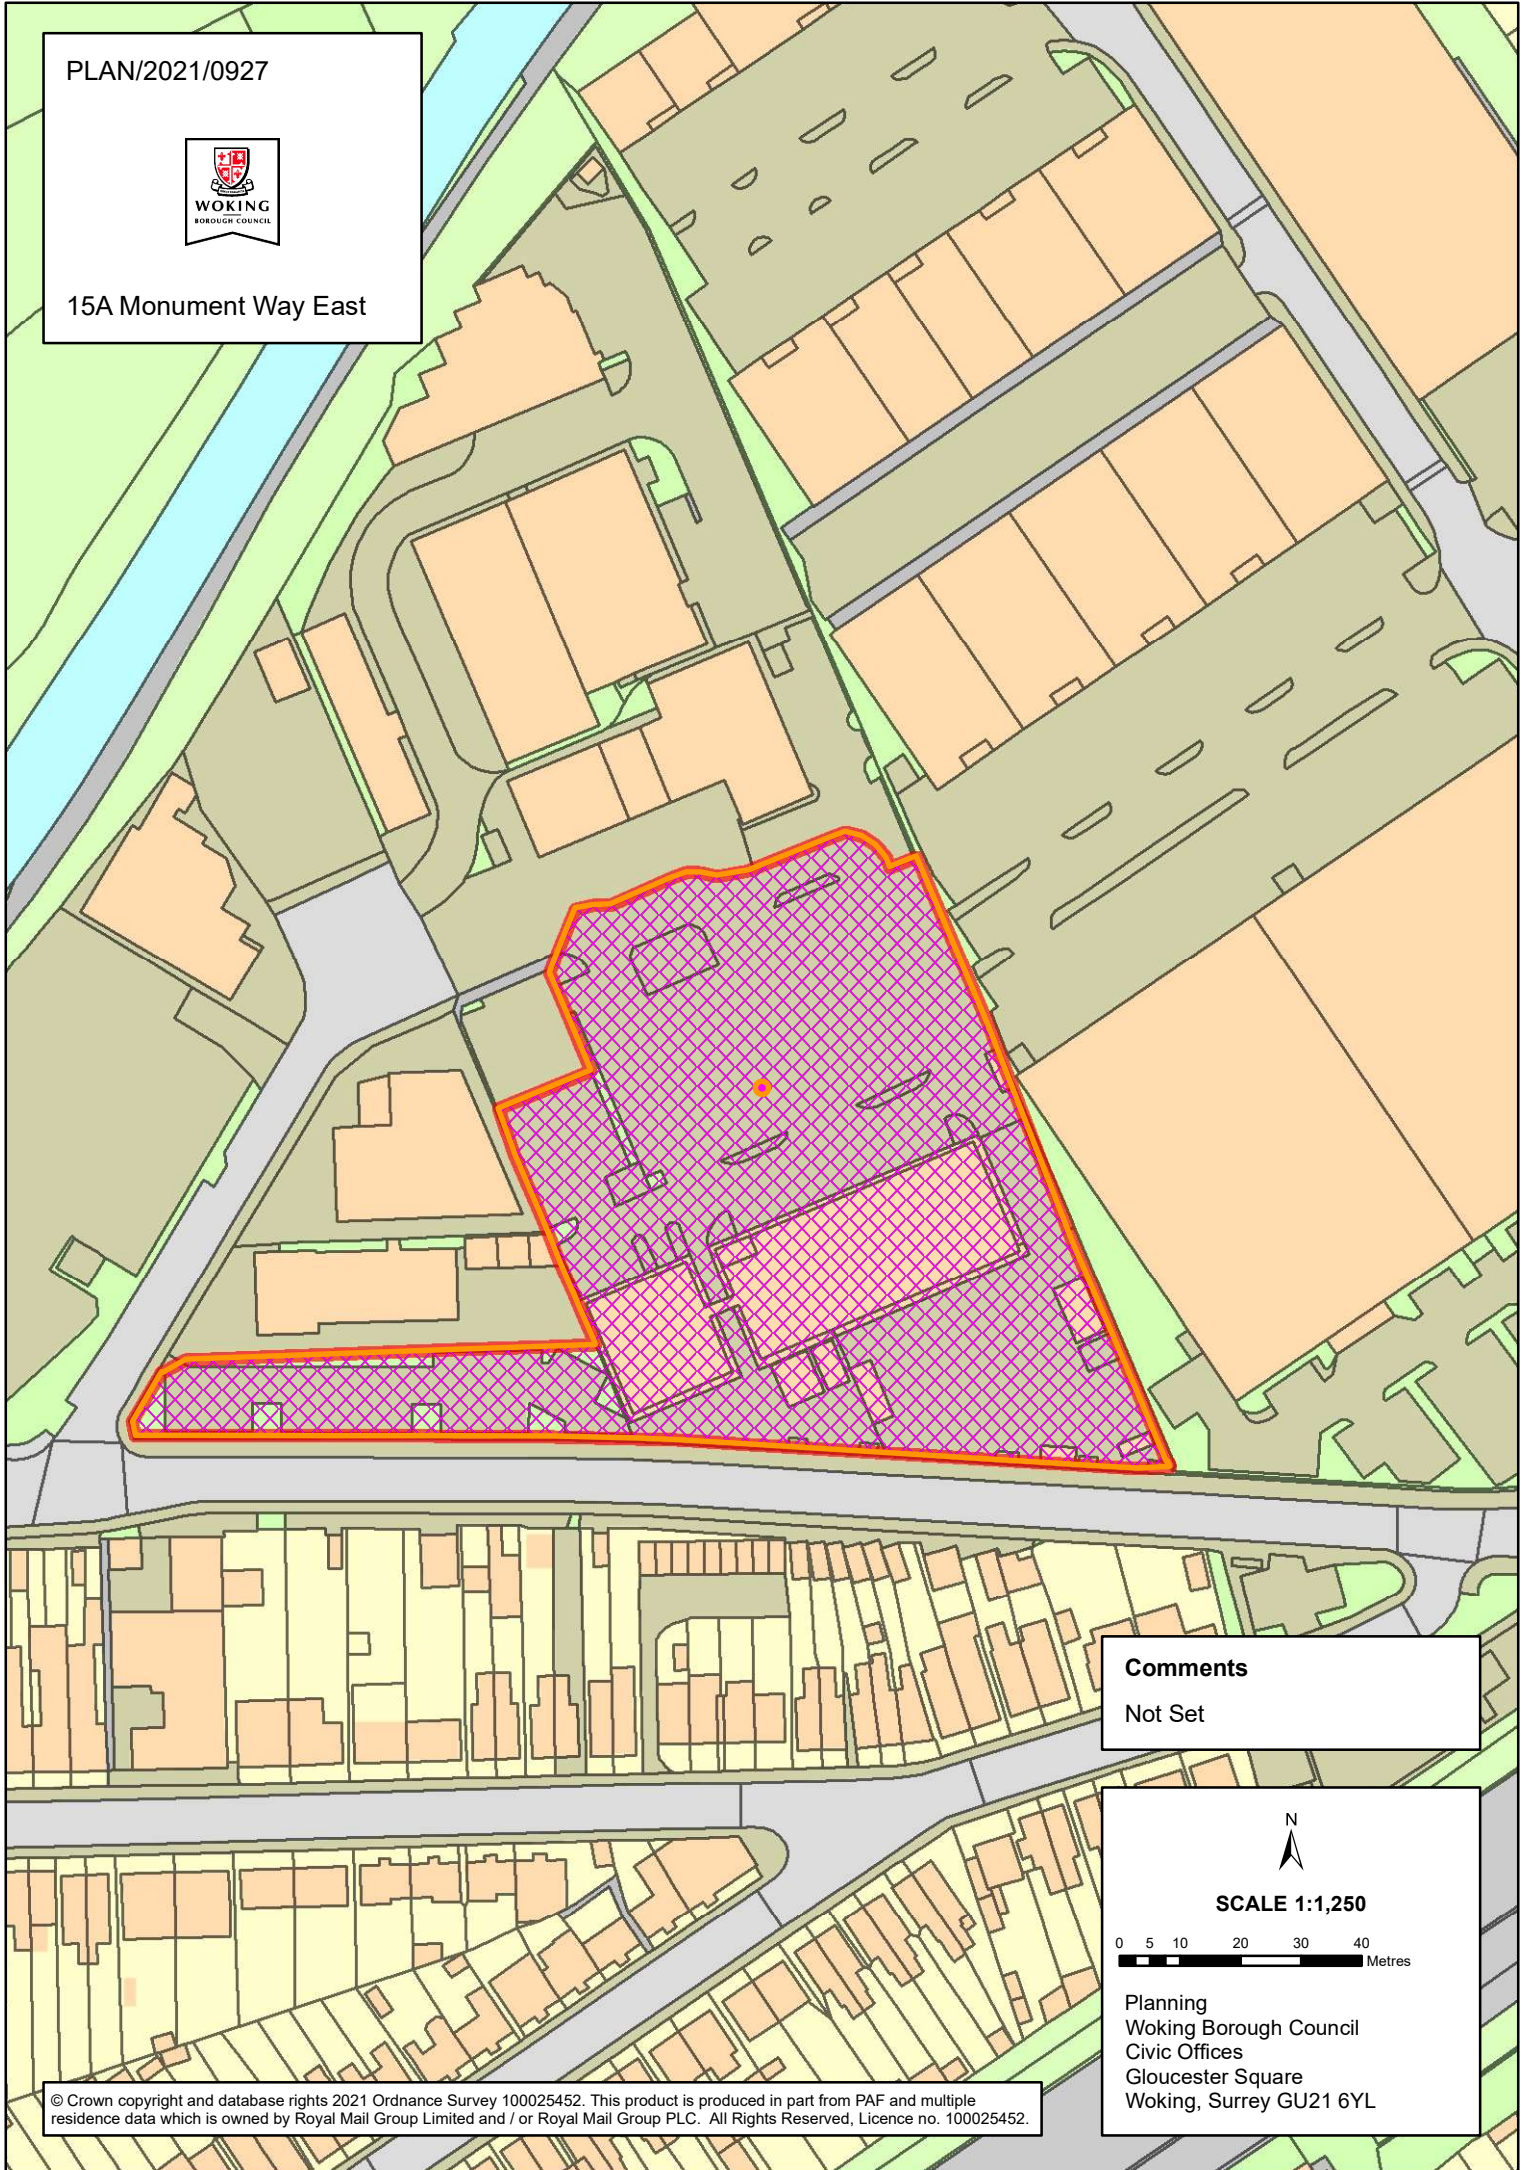 PLAN/2021/0927
WOKING
BOROUGH COUNCIL
15A Monument Way East
Comments
Not Set
N
SCALE 1:1,250
0 5 10 20 30 40
Metres
Planning
Woking Borough Council
Civic Offices
Gloucester Square
Woking, Surrey GU21 6YL
© Crown copyright and database rights 2021 Ordnance Survey 100025452. This product is produced in part from PAF and multiple
residence data which is owned by Royal Mail Group Limited and / or Royal Mail Group PLC. All Rights Reserved, Licence no. 100025452.